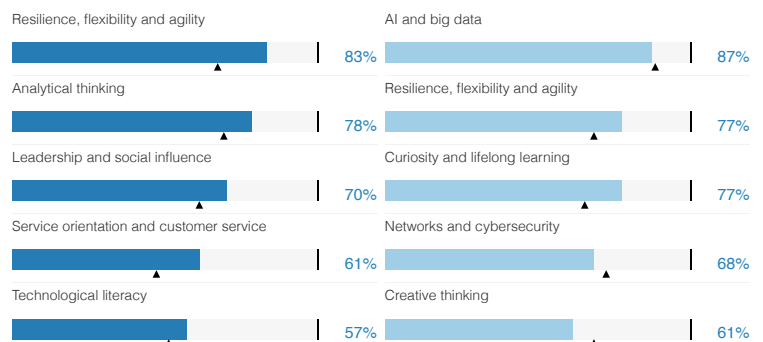 Resilience, flexibility and agility
83%
Analytical thinking
78%
Leadership and social influence
70%
Service orientation and customer service
61%
Technological literacy
57%
AI and big data
87%
Resilience, flexibility and agility
77%
Curiosity and lifelong learning
77%
Networks and cybersecurity
68%
Creative thinking
61%